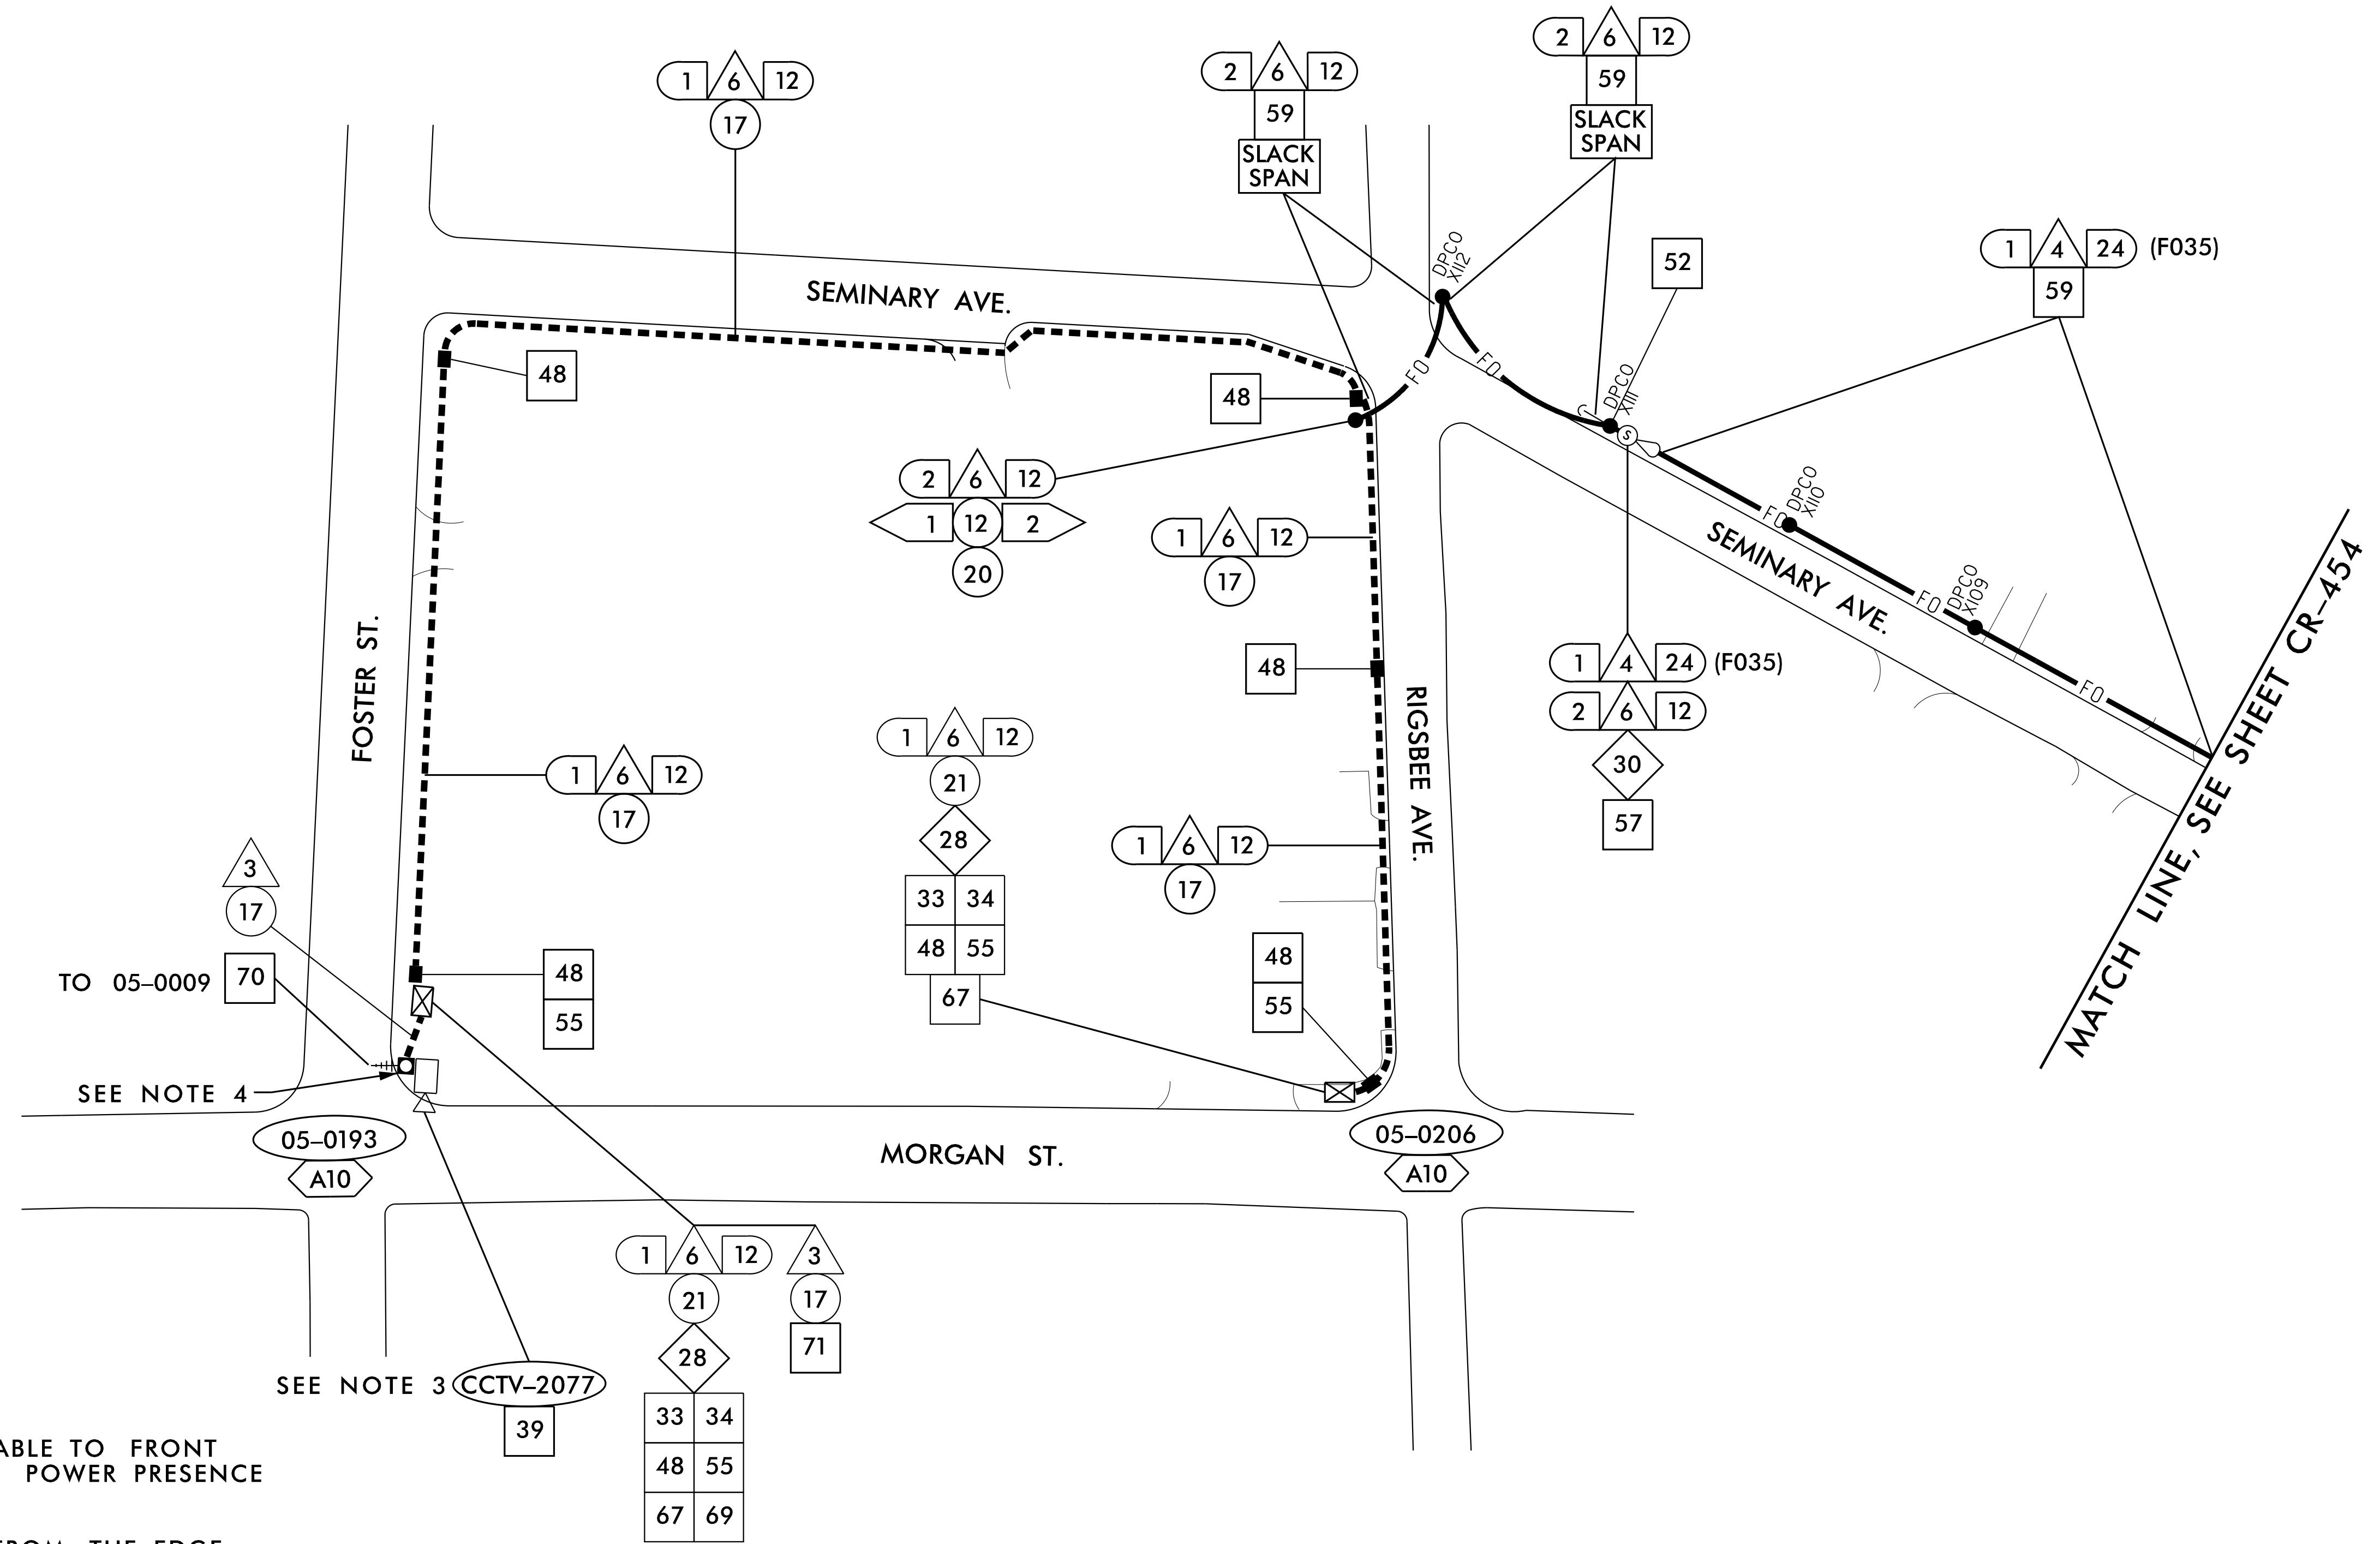 2 6 12
59
SLACK
SPAN
1 6 12
17
2 6 12
59
SLACK
SPAN
DPCO
X112
52
1 4 24 (F035)
59
SEMINARY AVE.
48
48
FO
FO
DPCO
X111
2 6 12
1 12 2
20
1 6 12
17
FO
DPCO
X110
SEMINARY AVE.
FO
DPCO
X109
FO
MATCH LINE, SEE SHEET CR-454
FOSTER ST.
48
RIGSBEE AVE.
1 4 24 (F035)
2 6 12
30
57
1 6 12
17
1 6 12
21
28
33 34
48 55
67
1 6 12
17
3
17
TO 05-0009 70
48
55
48
55
SEE NOTE 4
05-0193
A10
MORGAN ST.
05-0206
A10
1 6 12
21
28
33 34
48 55
67 69
3
17
71
SEE NOTE 3 CCTV-2077
39
ABLE TO FRONT
POWER PRESENCE
FROM THE EDGE